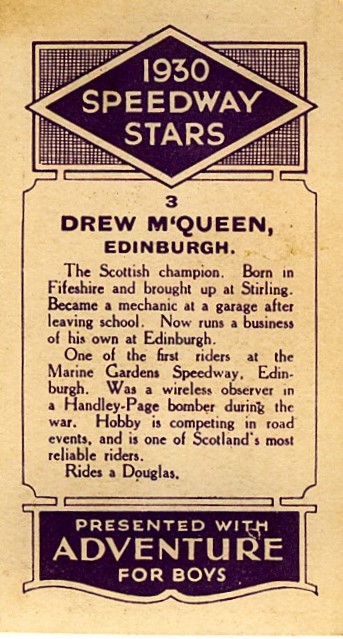 1930
SPEEDWAY
STARS
3
DREW M'QUEEN,
EDINBURGH.
The Scottish champion. Born in
Fifeshire and brought up at Stirling.
Became a mechanic at a garage after
leaving school. Now runs a business
of his own at Edinburgh.
One of the first riders at the
Marine Gardens Speedway, Edin-
burgh. Was a wireless observer in
a Handley-Page bomber during the
war. Hobby is competing in road
events, and is one of Scotland's most
reliable riders.
Rides a Douglas.
PRESENTED WITH
ADVENTURE
FOR BOYS